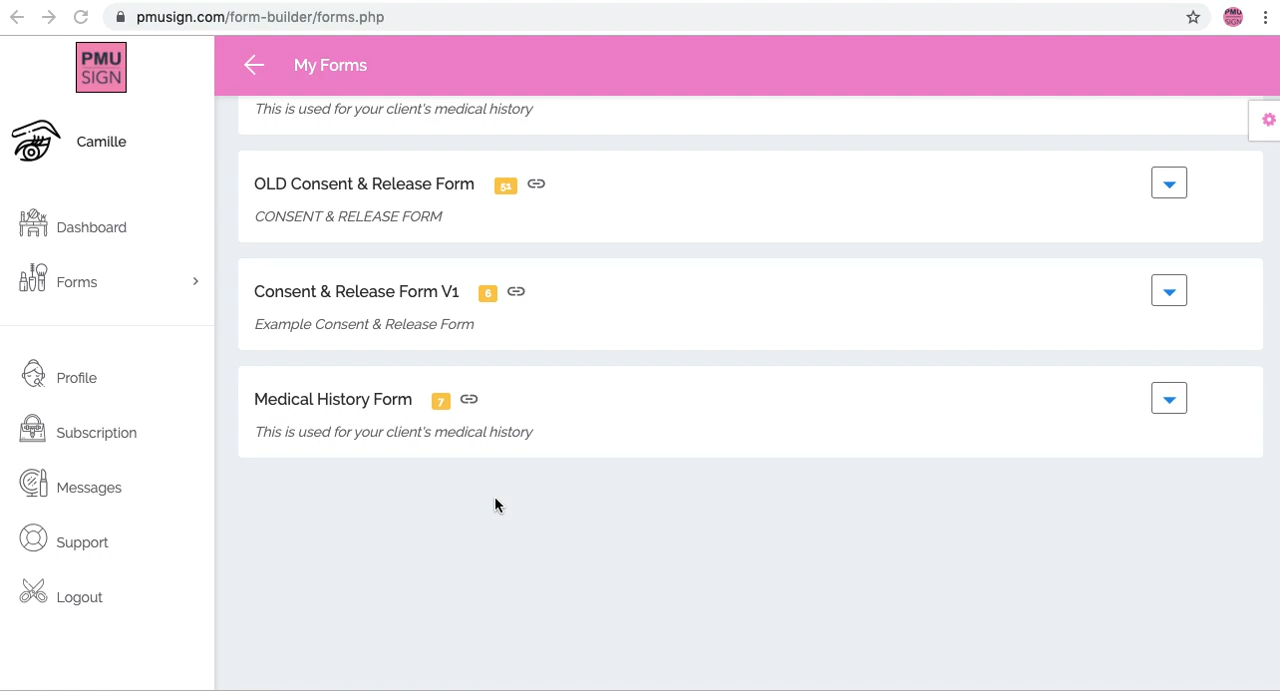 pmusign.com/form-builder/forms.php
PMU
SIGN
PMU
SIGN
My Forms
Camille
Dashboard
Forms
Profile
Subscription
Messages
Support
Logout
This is used for your client's medical history
OLD Consent & Release Form 51
CONSENT & RELEASE FORM
Consent & Release Form V1 6
Example Consent & Release Form
Medical History Form 7
This is used for your client's medical history